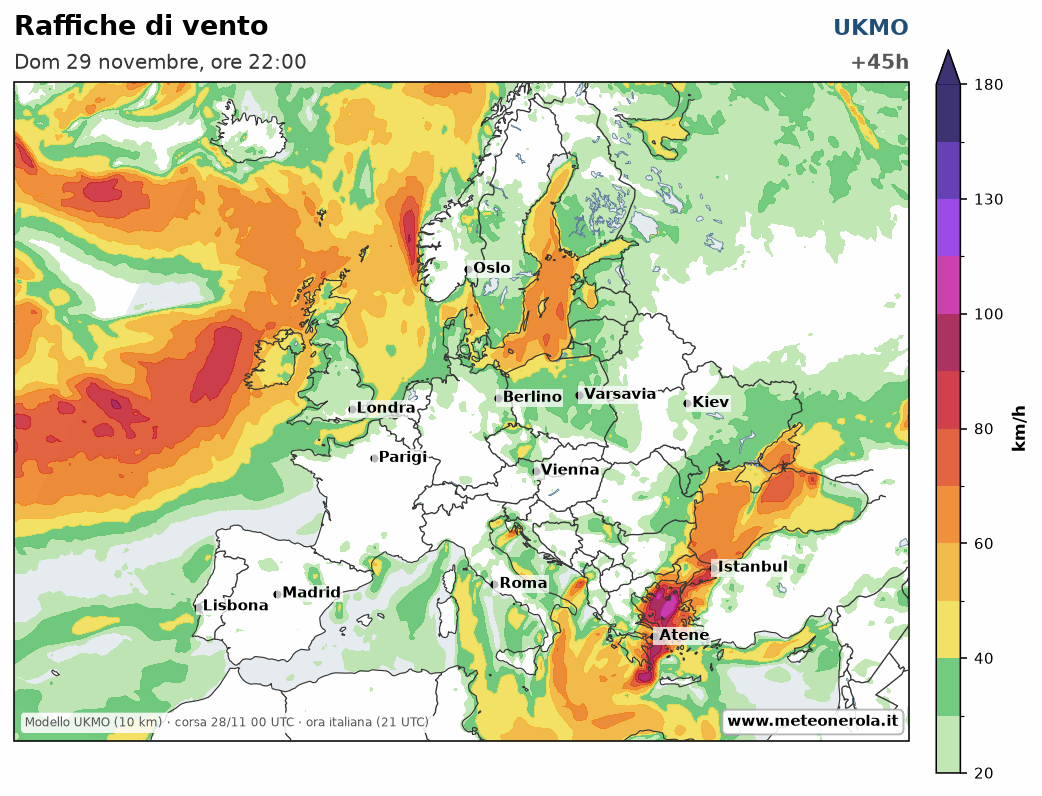 Raffiche di vento
UKMO
Dom 29 novembre, ore 22:00
+45h
180
130
100
80
60
40
20
km/h
Oslo
Berlino
Varsavia
Kiev
Londra
Parigi
Vienna
Istanbul
Roma
Madrid
Lisbona
Atene
Modello UKMO (10 km) · corsa 28/11 00 UTC · ora italiana (21 UTC)
www.meteonerola.it